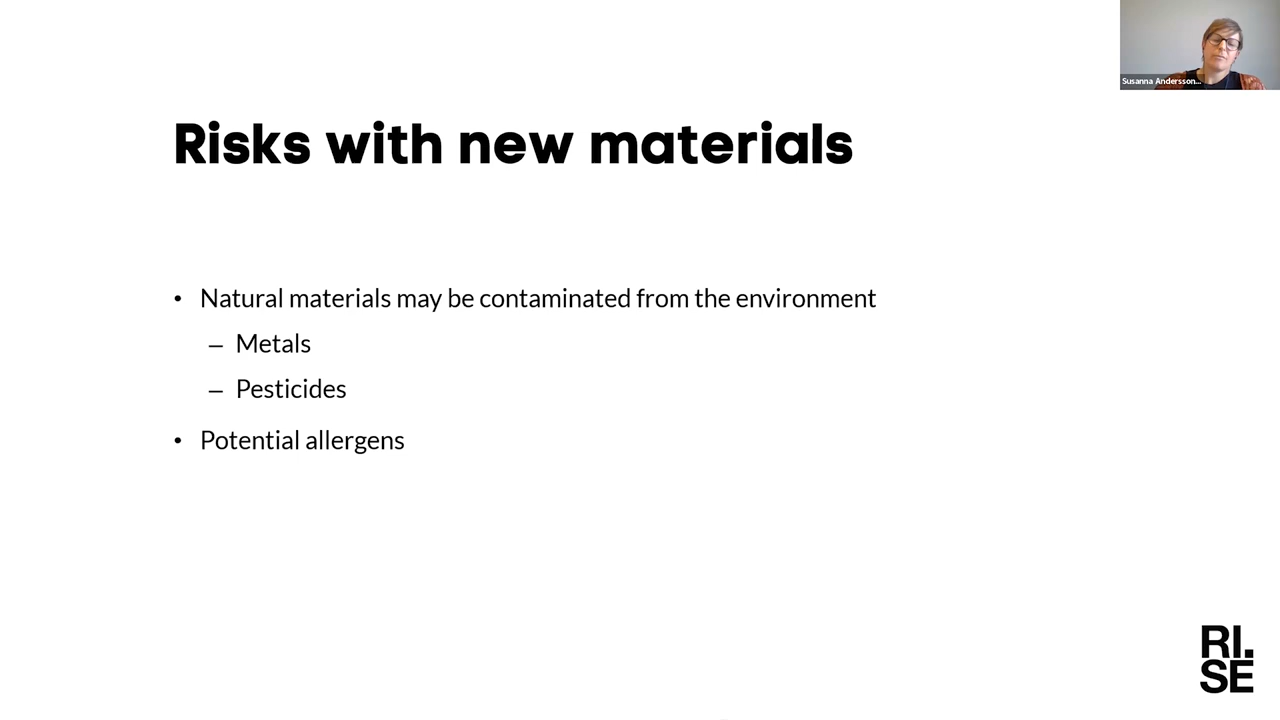 Susanna Andersson...
Risks with new materials
• Natural materials may be contaminated from the environment
– Metals
– Pesticides
• Potential allergens
RI.
SE